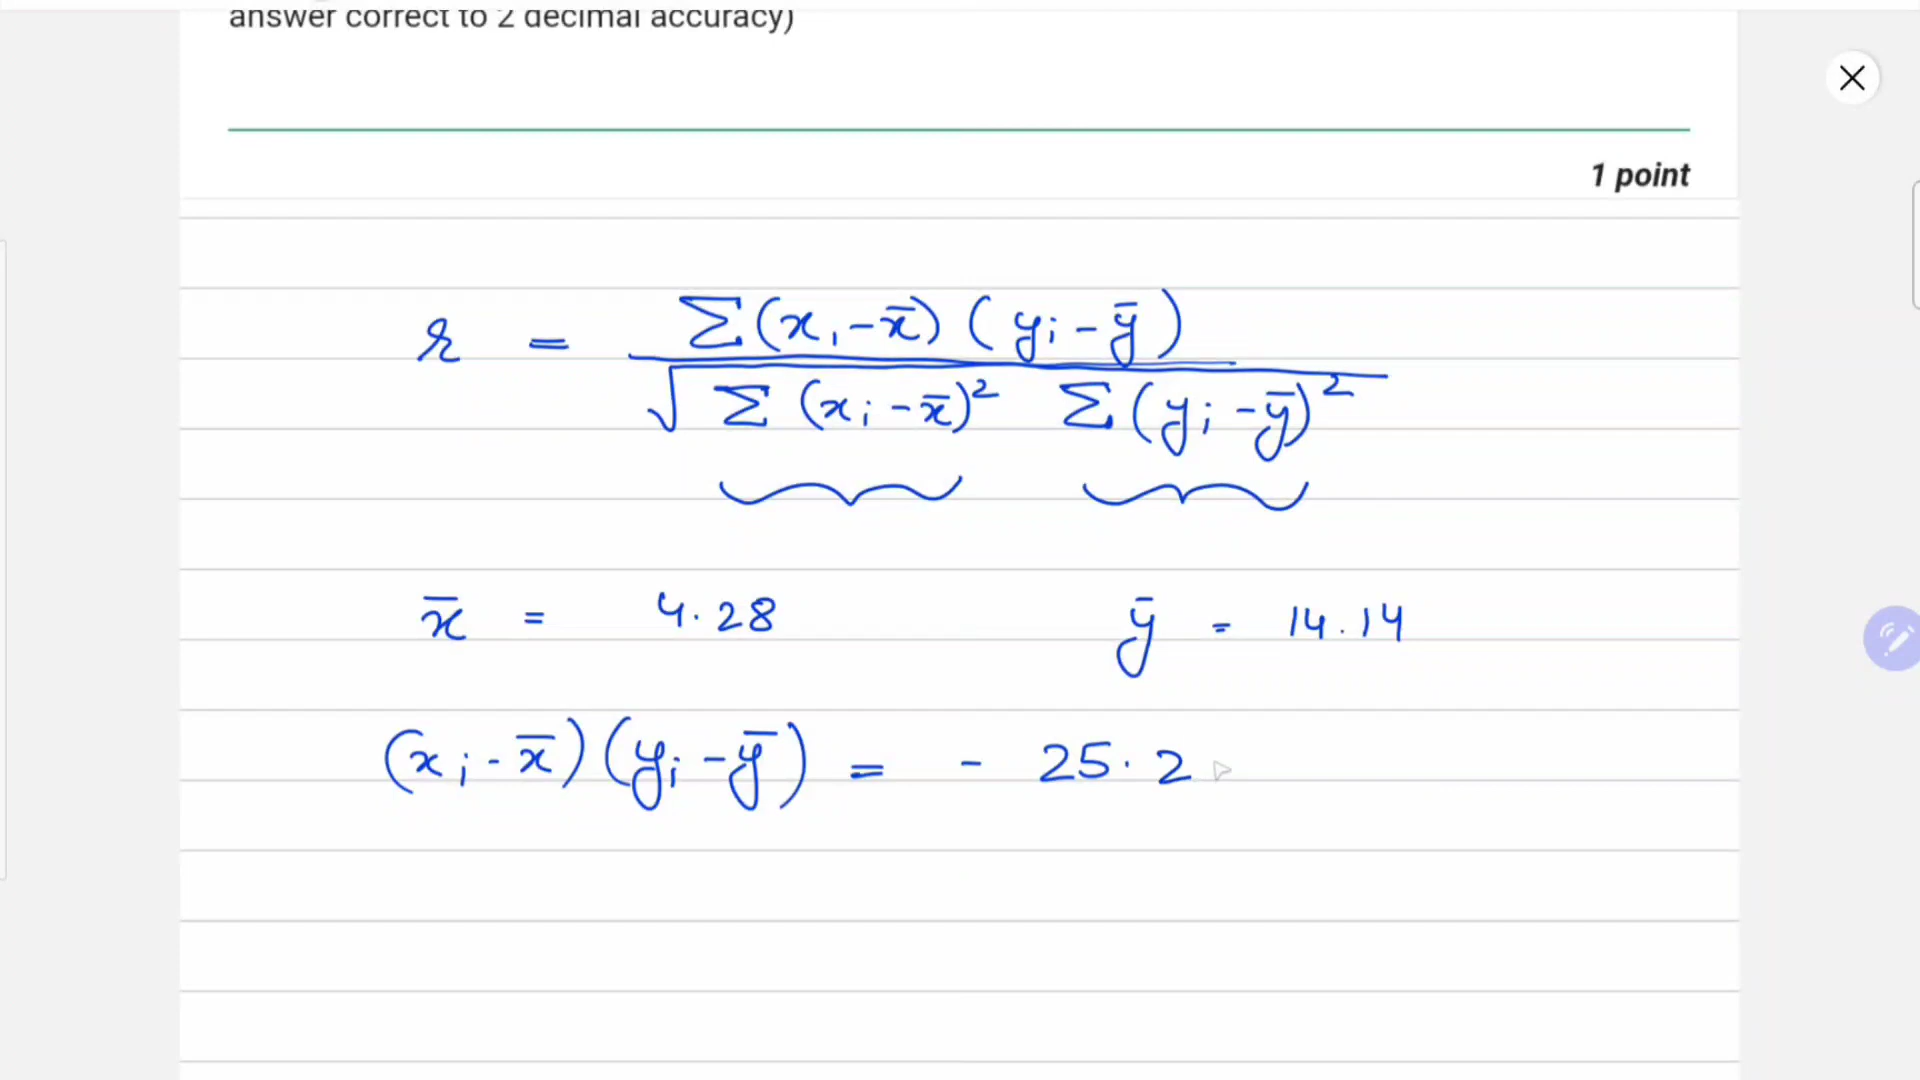 answer correct to 2 decimal accuracy)
1 point
r = Σ(xi - x̄) (yi - ȳ)
√ Σ (xi - x̄)² Σ (yi - ȳ)²
x̄ = 4.28 ȳ = 14.14
(xi - x̄) (yi - ȳ) = - 25.2